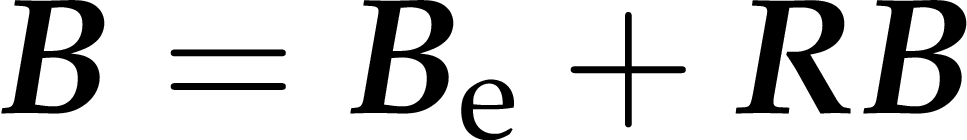 B = Bₑ + RB